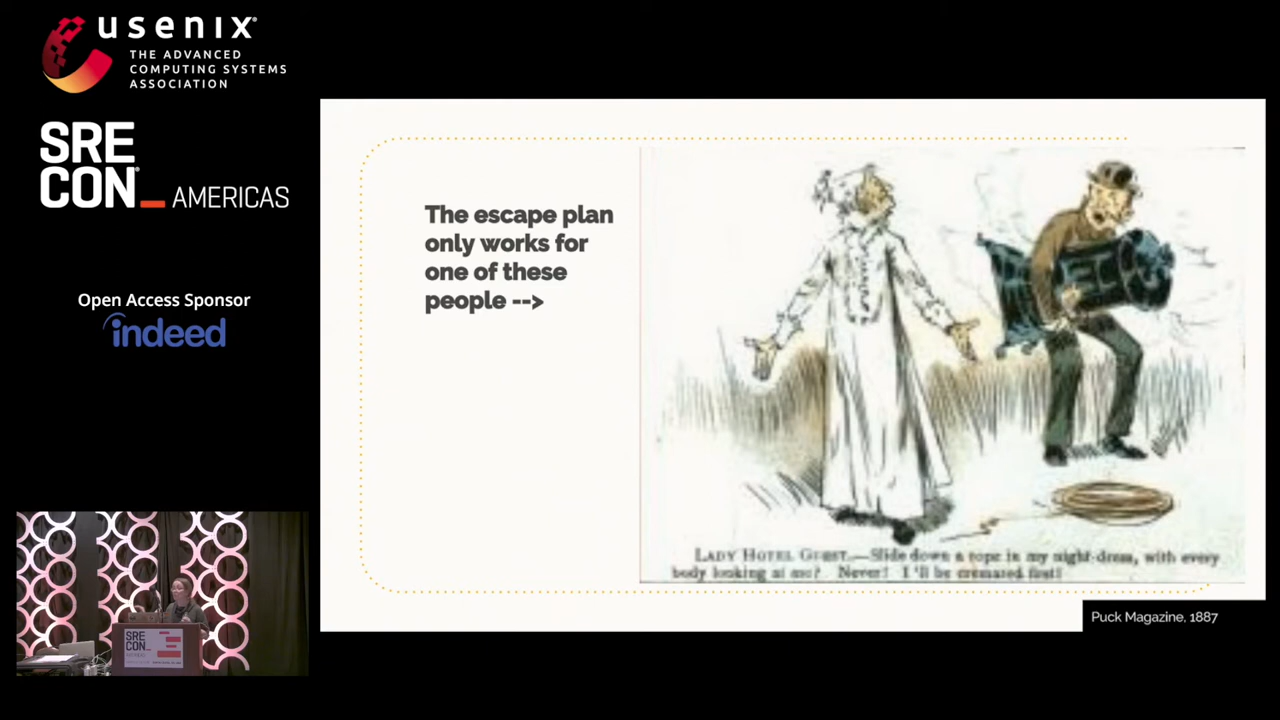 usenix
THE ADVANCED
COMPUTING SYSTEMS
ASSOCIATION
SRE
CON AMERICAS
Open Access Sponsor
indeed
The escape plan
only works for
one of these
people -->
LADY HOTEL GUEST.—Slide down a rope in my night-dress, with every
body looking at me? Never! I'll be cremated first!
Puck Magazine, 1887
SRE
CON